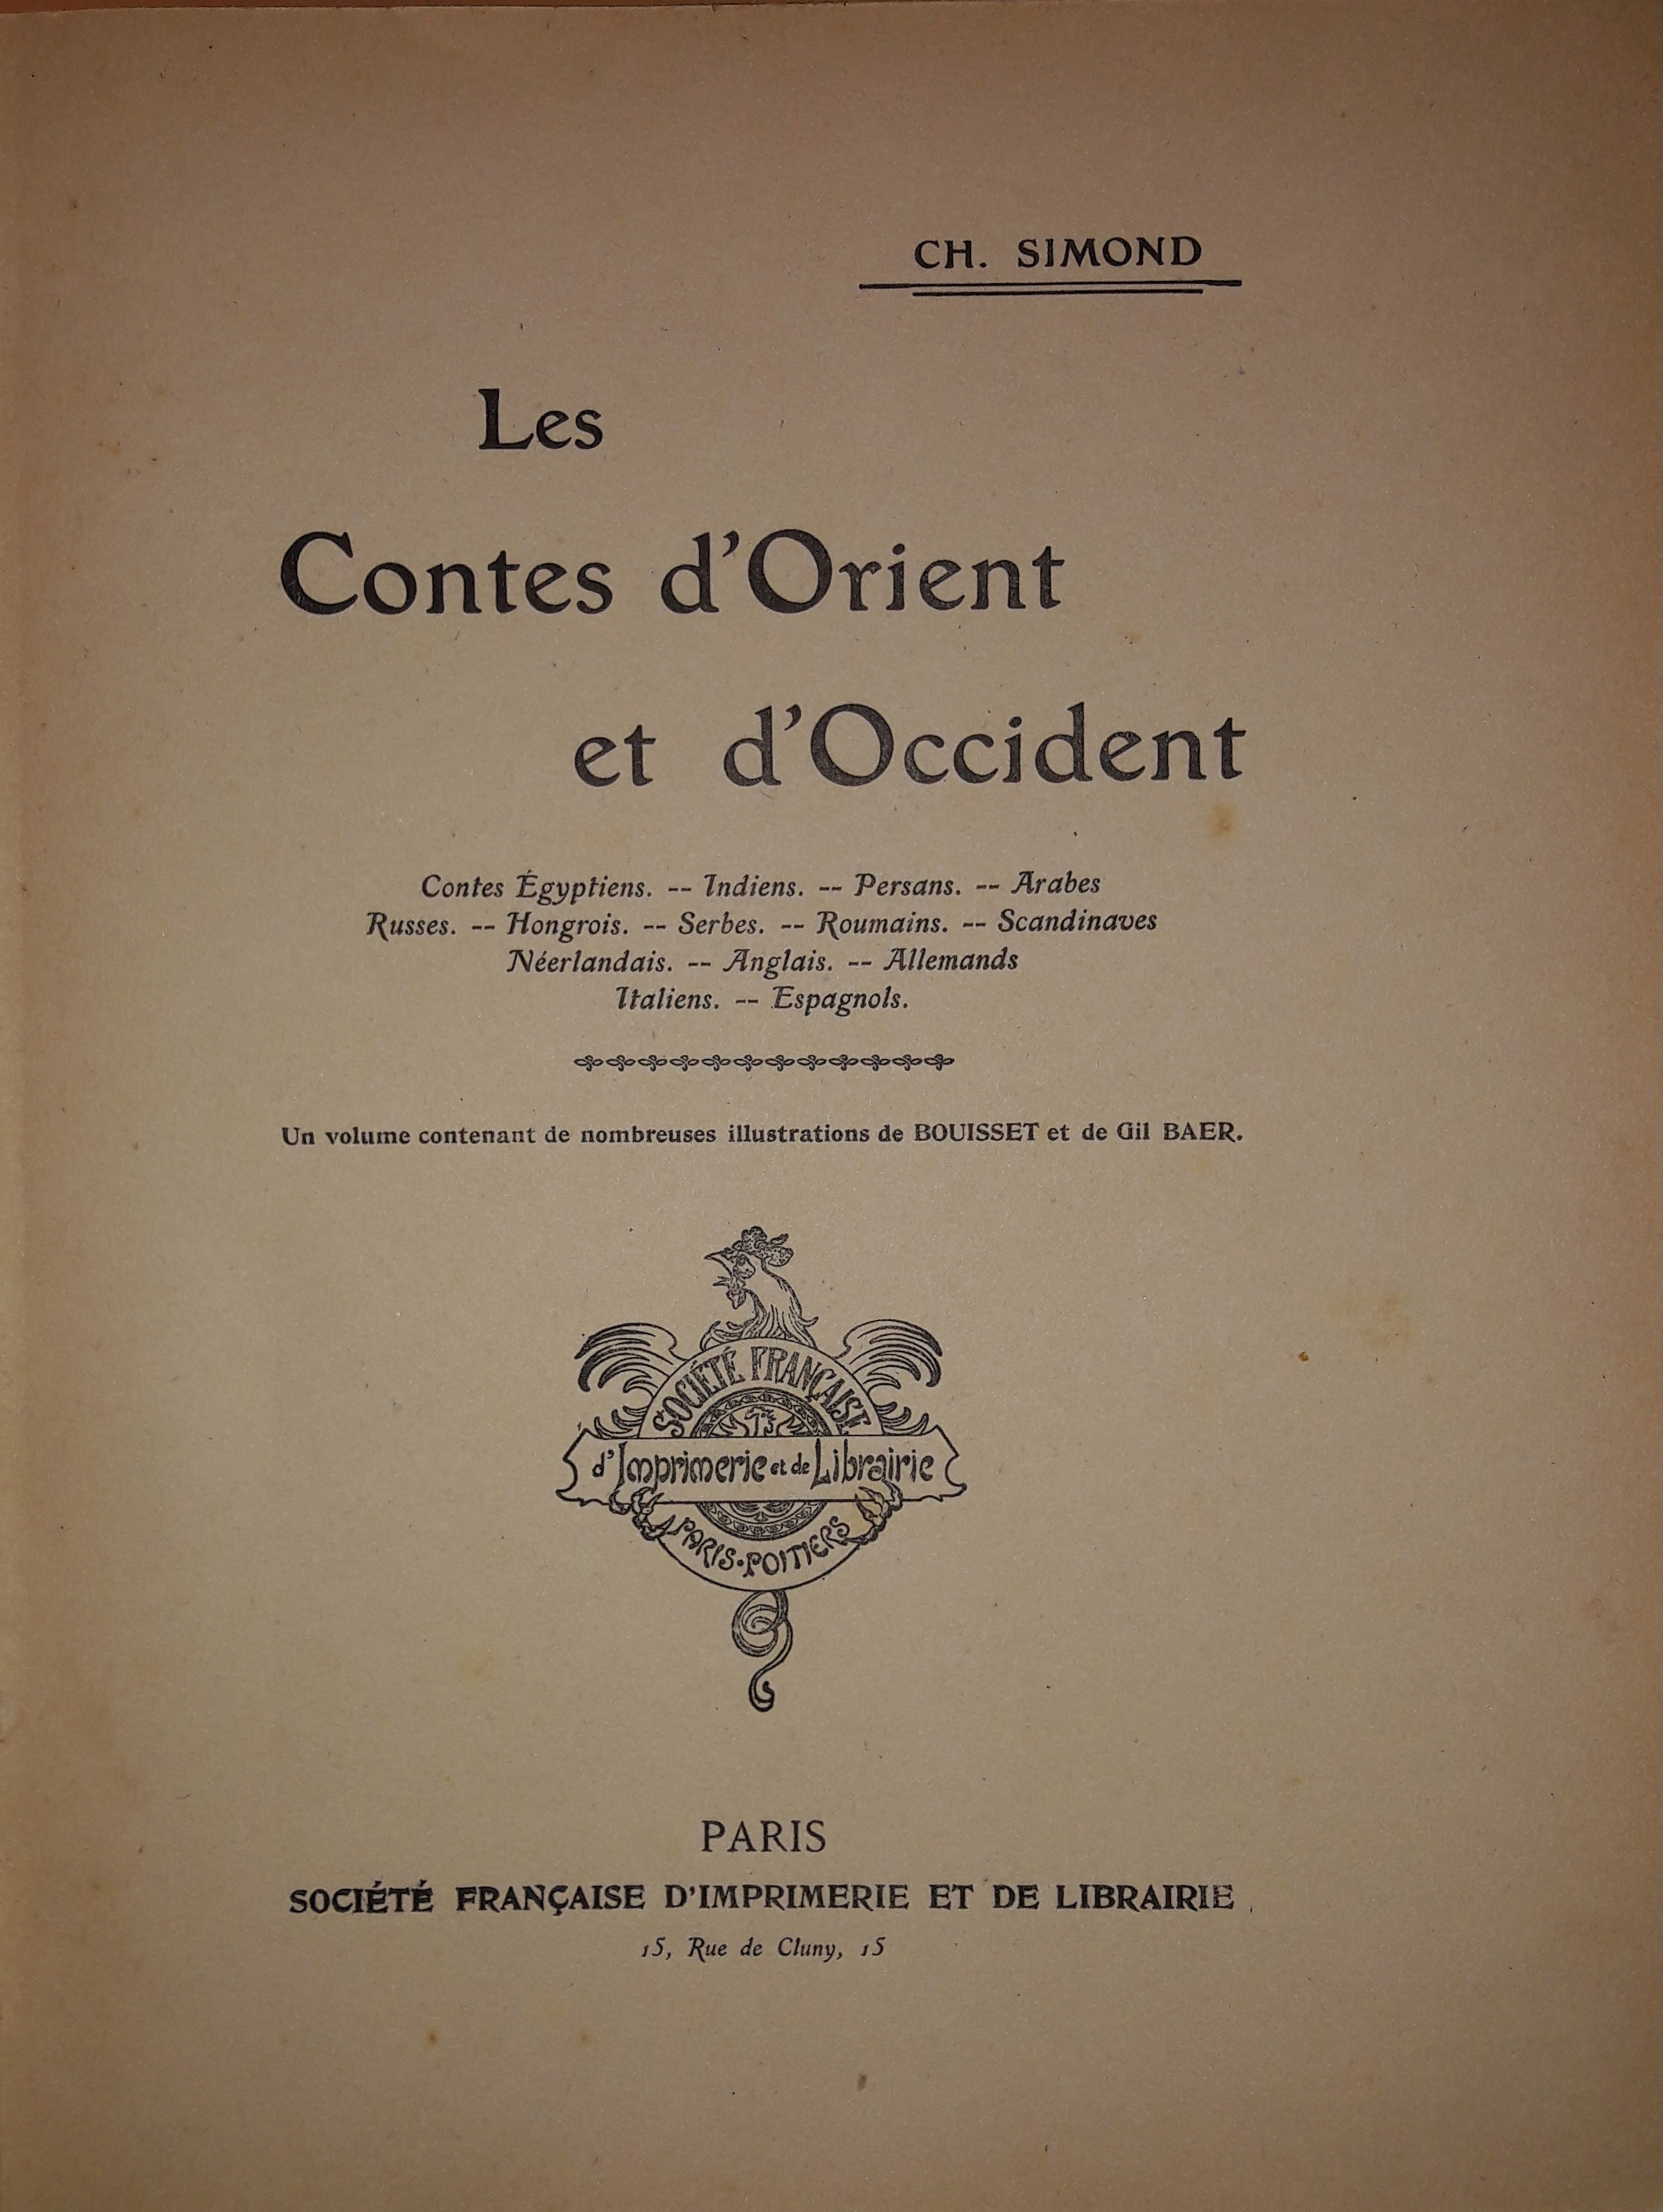 CH. SIMOND
Les
Contes d'Orient
et d'Occident
Contes Égyptiens. -- Indiens. -- Persans. -- Arabes
Russes. -- Hongrois. -- Serbes. -- Roumains. -- Scandinaves
Néerlandais. -- Anglais. -- Allemands
Italiens. -- Espagnols.
Un volume contenant de nombreuses illustrations de BOUISSET et de Gil BAER.
SOCIÉTÉ FRANÇAISE
d'Imprimerie et de Librairie
PARIS · POITIERS
PARIS
SOCIÉTÉ FRANÇAISE D'IMPRIMERIE ET DE LIBRAIRIE
15, Rue de Cluny, 15